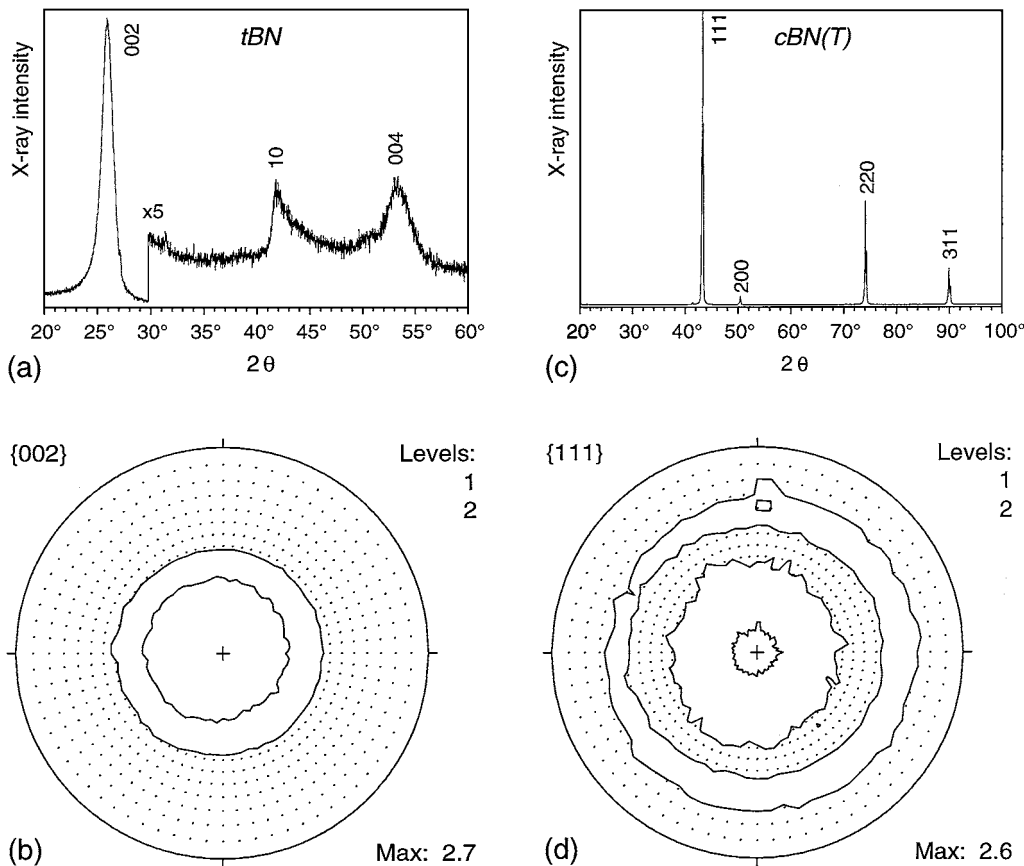 tBN
X-ray intensity
002
x5
10
004
20° 25° 30° 35° 40° 45° 50° 55° 60°
2θ
(a)
cBN(T)
X-ray intensity
111
200
220
311
20° 30° 40° 50° 60° 70° 80° 90° 100°
2θ
(c)
{002}
Levels:
1
2
(b)
Max: 2.7
{111}
Levels:
1
2
(d)
Max: 2.6